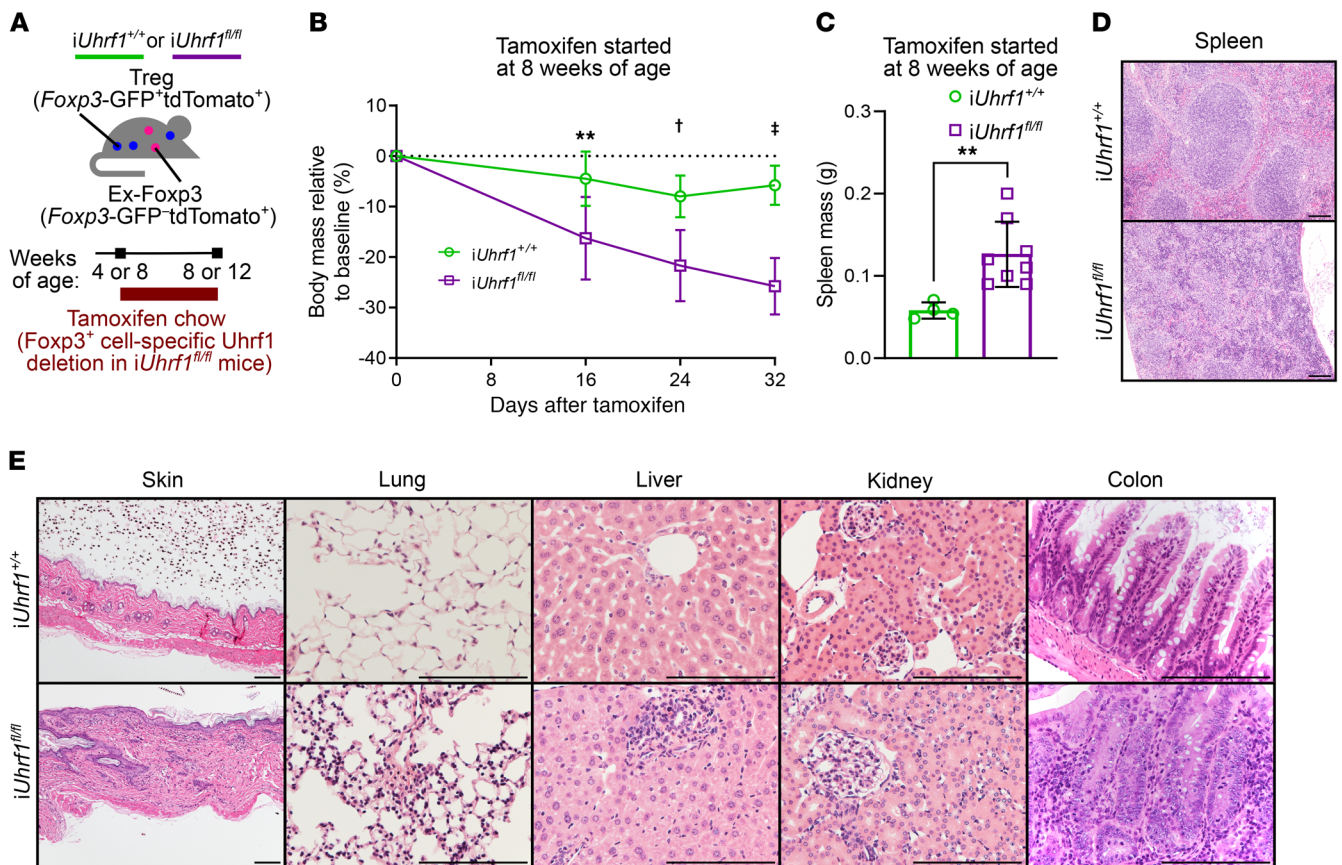 A
iUhrf1+/+ or iUhrf1fl/fl
Treg
(Foxp3-GFP+tdTomato+)
Ex-Foxp3
(Foxp3-GFP–tdTomato+)
Weeks
of age:
4 or 8
8 or 12
Tamoxifen chow
(Foxp3+ cell-specific Uhrf1
deletion in iUhrf1fl/fl mice)
B
Tamoxifen started
at 8 weeks of age
Body mass relative
to baseline (%)
10
0
-10
-20
-30
-40
**
†
‡
iUhrf1+/+
iUhrf1fl/fl
0
8
16
24
32
Days after tamoxifen
C
Tamoxifen started
at 8 weeks of age
iUhrf1+/+
iUhrf1fl/fl
**
Spleen mass (g)
0.3
0.2
0.1
0.0
D
Spleen
iUhrf1+/+
iUhrf1fl/fl
E
Skin
Lung
Liver
Kidney
Colon
iUhrf1+/+
iUhrf1fl/fl